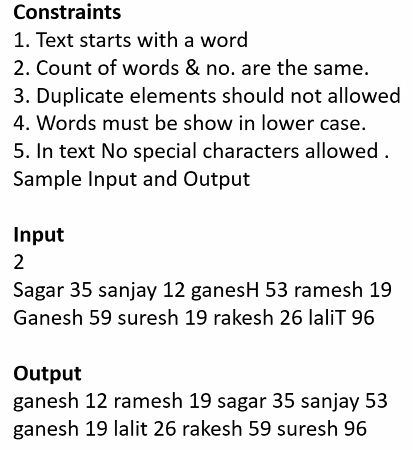 Constraints
1. Text starts with a word
2. Count of words & no. are the same.
3. Duplicate elements should not allowed
4. Words must be show in lower case.
5. In text No special characters allowed .
Sample Input and Output
Input
2
Sagar 35 sanjay 12 ganesH 53 ramesh 19
Ganesh 59 suresh 19 rakesh 26 laliT 96
Output
ganesh 12 ramesh 19 sagar 35 sanjay 53
ganesh 19 lalit 26 rakesh 59 suresh 96